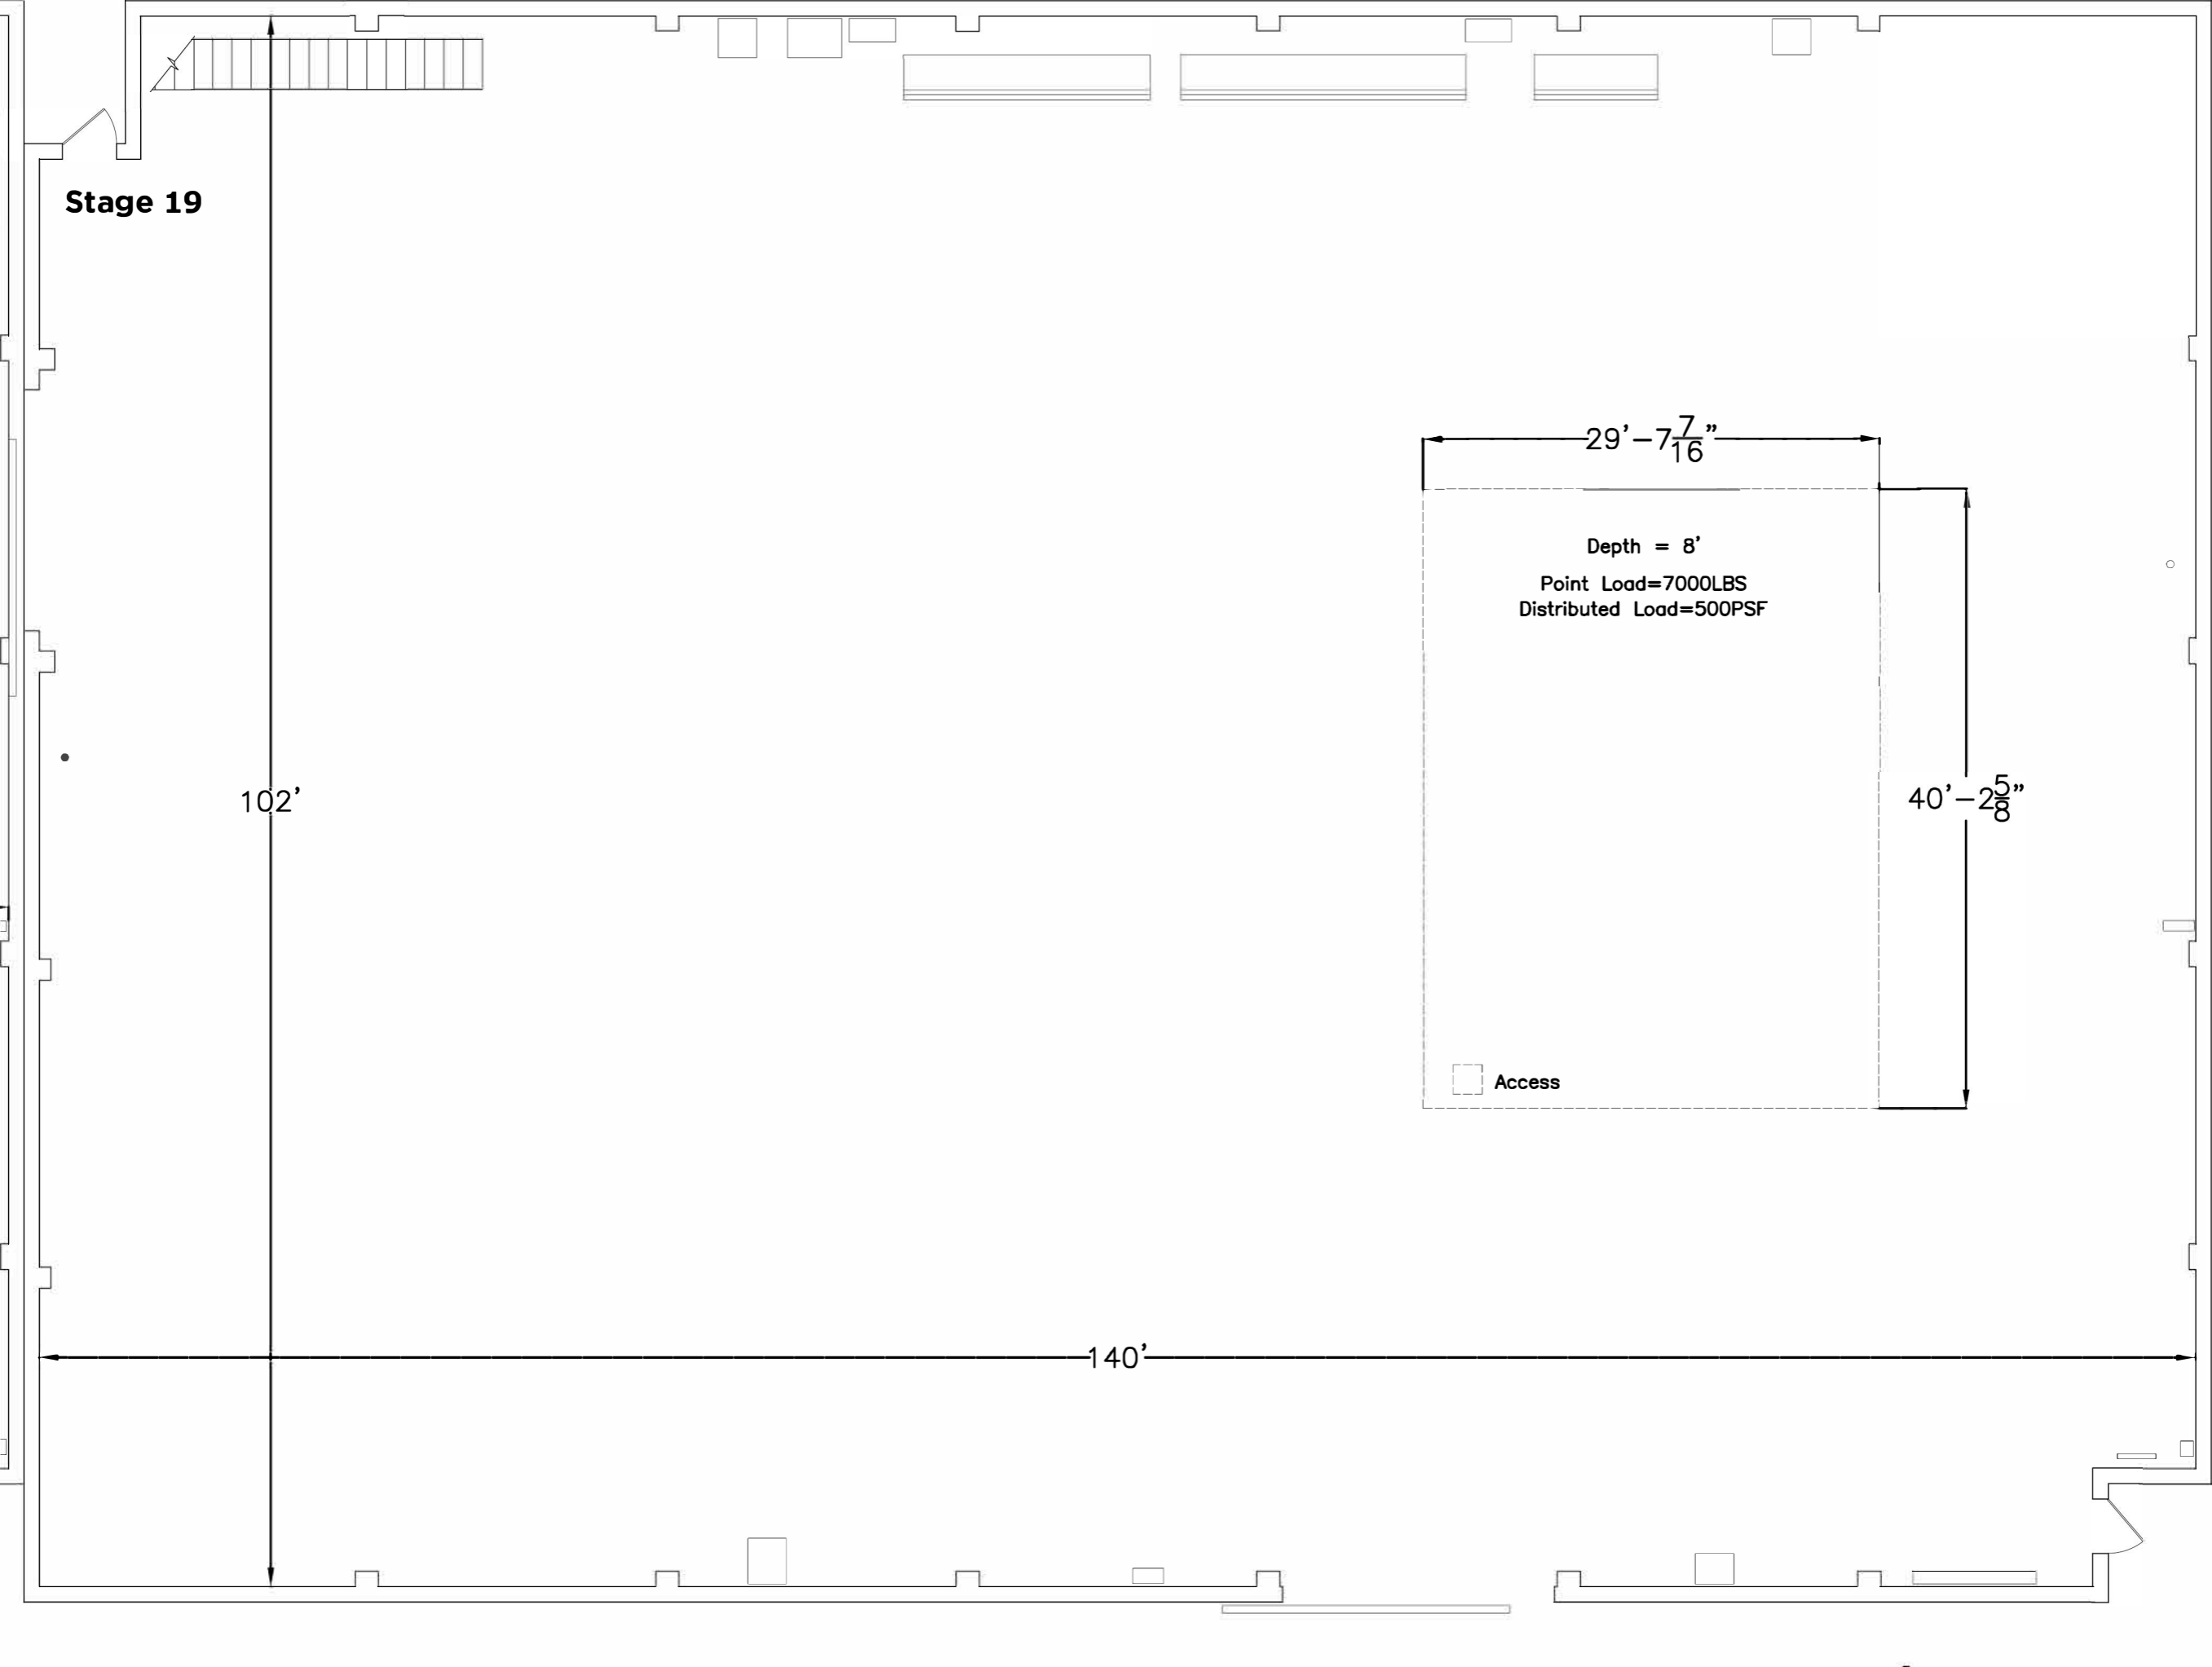 Stage 19
29’-7 7/16”
Depth = 8’
Point Load=7000LBS
Distributed Load=500PSF
102’
40’-2 5/8”
Access
140’